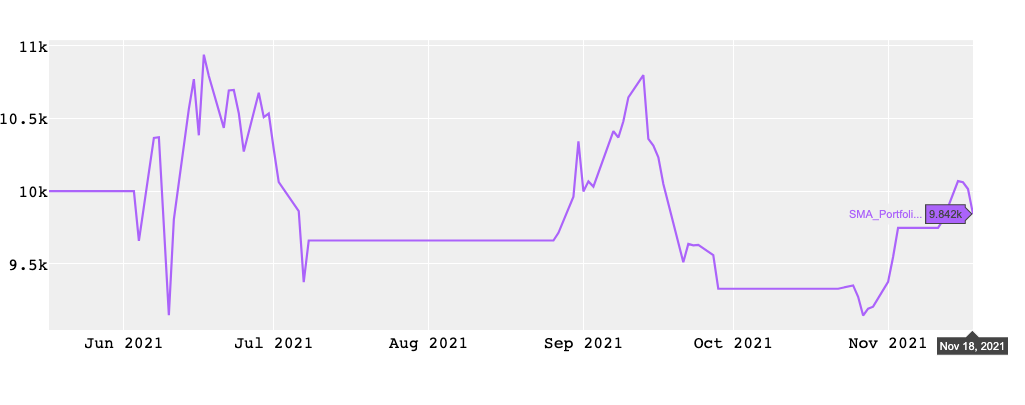 11k
10.5k
10k
SMA_Portfoli... 9.842k
9.5k
Jun 2021 Jul 2021 Aug 2021 Sep 2021 Oct 2021 Nov 2021
Nov 18, 2021